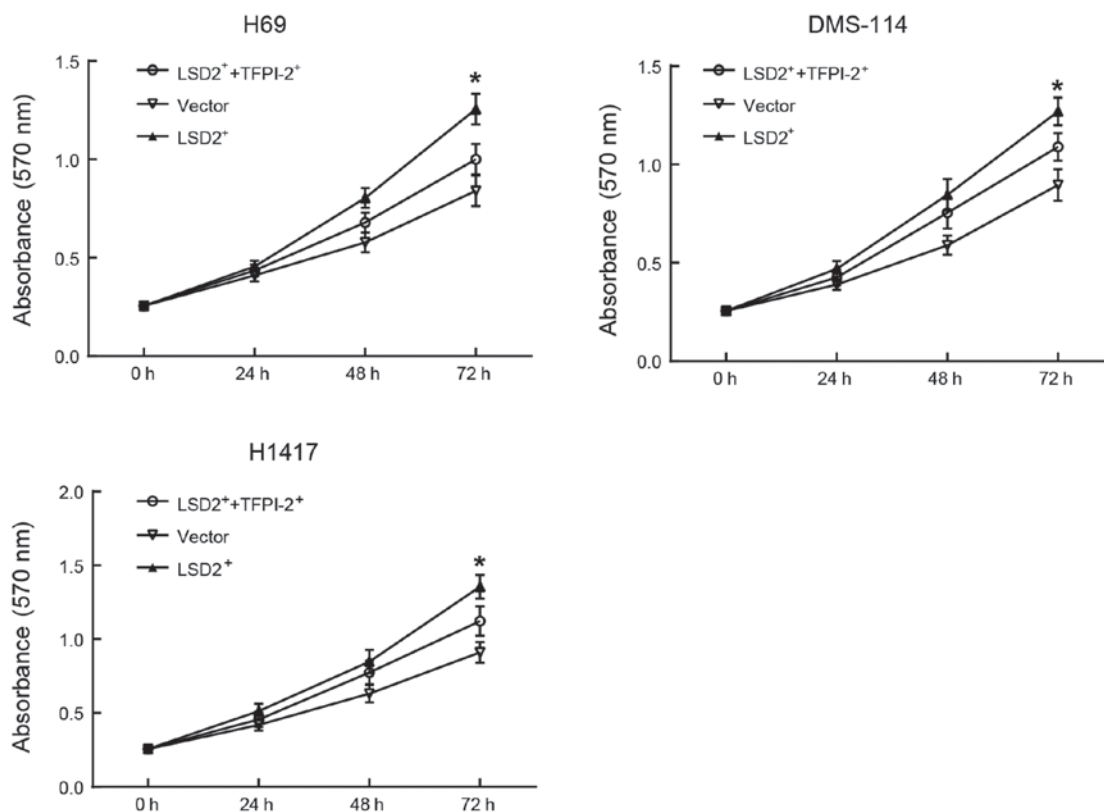 H69
Absorbance (570 nm)
1.5
1.0
0.5
0.0
LSD2⁺+TFPI-2⁺
Vector
LSD2⁺
*
0 h 24 h 48 h 72 h
DMS-114
Absorbance (570 nm)
1.5
1.0
0.5
0.0
LSD2⁺+TFPI-2⁺
Vector
LSD2⁺
*
0 h 24 h 48 h 72 h
H1417
Absorbance (570 nm)
2.0
1.5
1.0
0.5
0.0
LSD2⁺+TFPI-2⁺
Vector
LSD2⁺
*
0 h 24 h 48 h 72 h